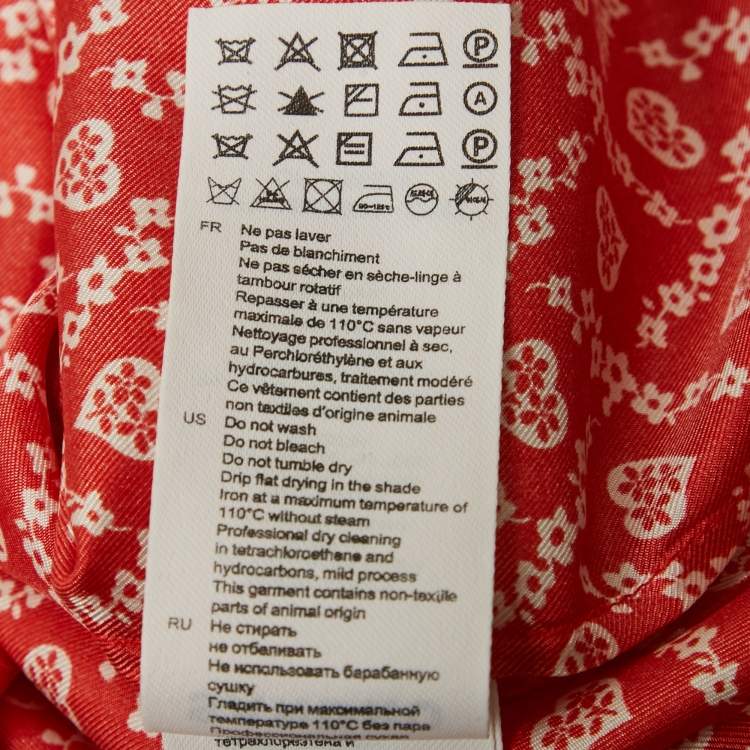 P
A
P
FR Ne pas laver
Pas de blanchiment
Ne pas sécher en sèche-linge à
tambour rotatif
Repasser à une température
maximale de 110°C sans vapeur
Nettoyage professionnel à sec,
au Perchloréthylène et aux
hydrocarbures, traitement modéré
Ce vêtement contient des parties
non textiles d'origine animale
US Do not wash
Do not bleach
Do not tumble dry
Drip flat drying in the shade
Iron at a maximum temperature of
110°C without steam
Professional dry cleaning
in tetrachloroethene and
hydrocarbons, mild process
This garment contains non-textile
parts of animal origin
RU Не стирать
не отбеливать
Не использовать барабанную
сушку
Гладить при максимальной
температуре 110°C без пара
Профессиональная сухая
тетрахлорэтена и